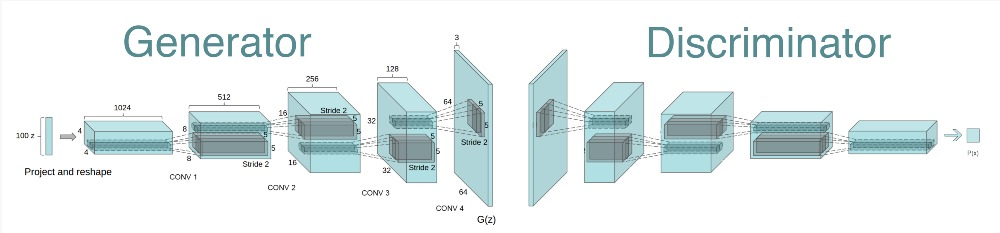 Generator
Discriminator
3
1024
512
256
128
100 z
4
4
8
8
5
5
Stride 2
16
16
Stride 2
5
5
32
32
5
5
Stride 2
64
64
5
5
Stride 2
Project and reshape
CONV 1
CONV 2
CONV 3
CONV 4
G(z)
P(x)